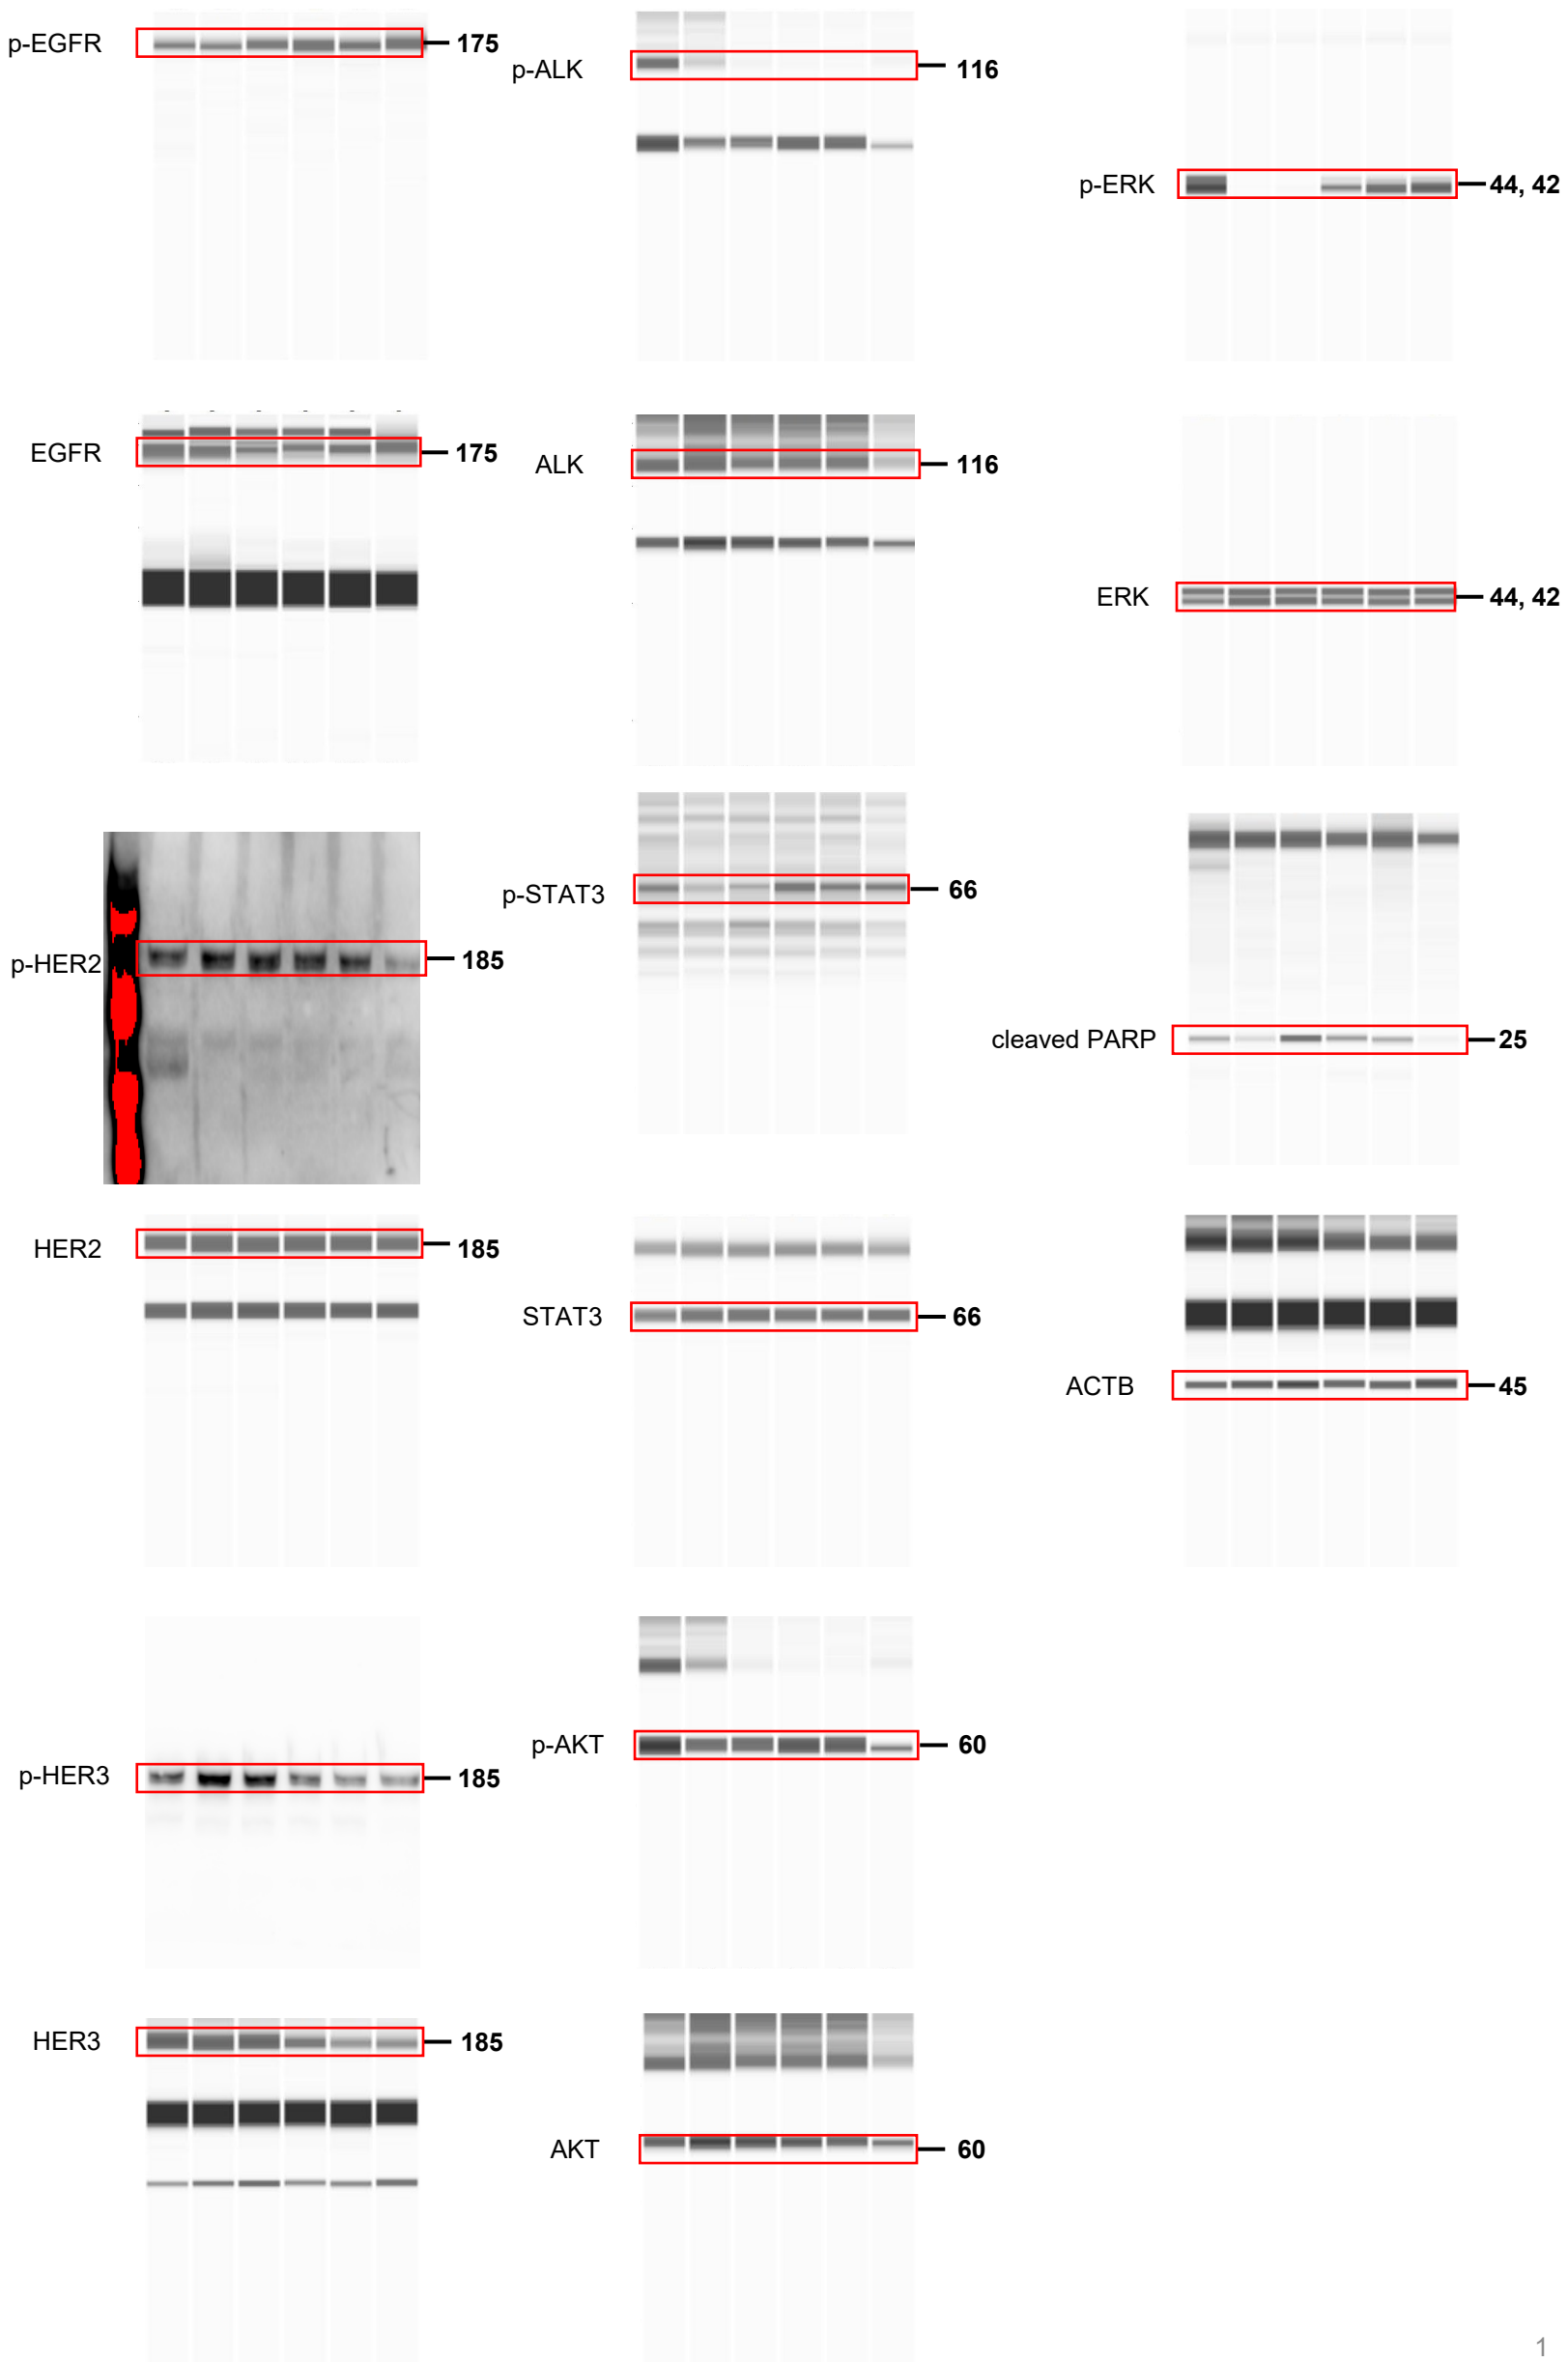 p-EGFR 175
p-ALK 116
p-ERK 44, 42
EGFR 175
ALK 116
ERK 44, 42
p-HER2 185
p-STAT3 66
cleaved PARP 25
HER2 185
STAT3 66
ACTB 45
p-HER3 185
p-AKT 60
HER3 185
AKT 60
1